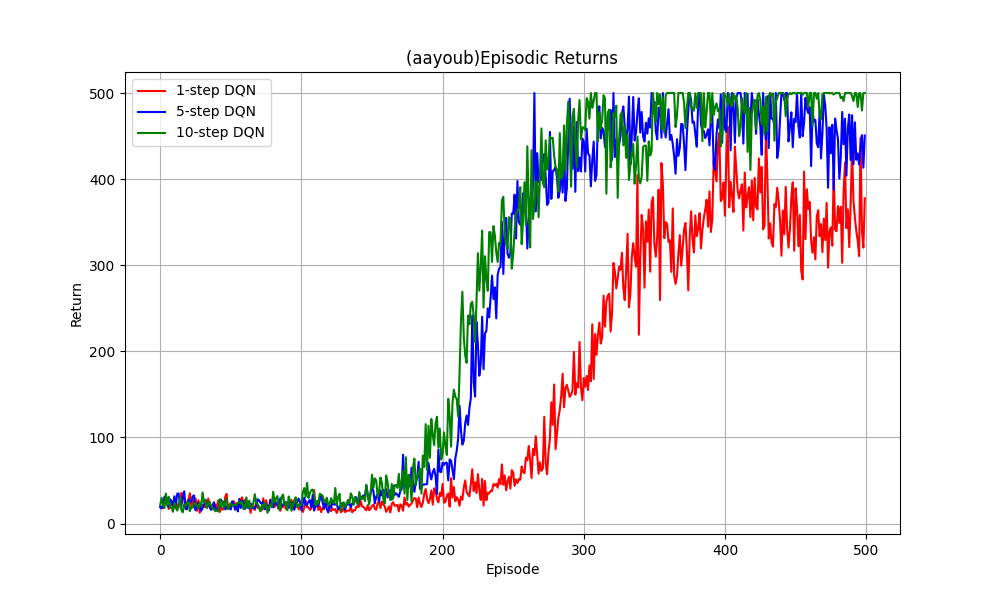 (aayoub)Episodic Returns
1-step DQN
5-step DQN
10-step DQN
Return
500
400
300
200
100
0
0 100 200 300 400 500
Episode